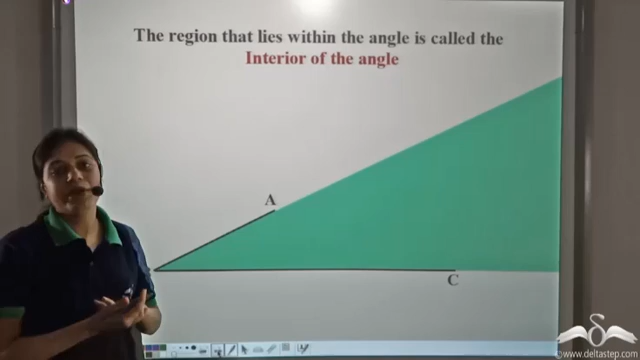 The region that lies within the angle is called the
Interior of the angle
A
C
©www.deltastep.com